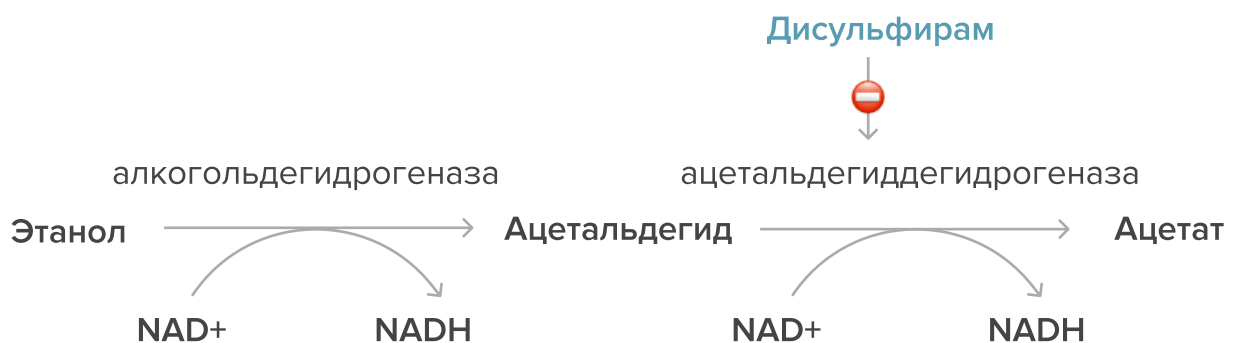 Дисульфирам
алкогольдегидрогеназа ацетальдегиддегидрогеназа
Этанол Ацетальдегид Ацетат
NAD+ NADH NAD+ NADH